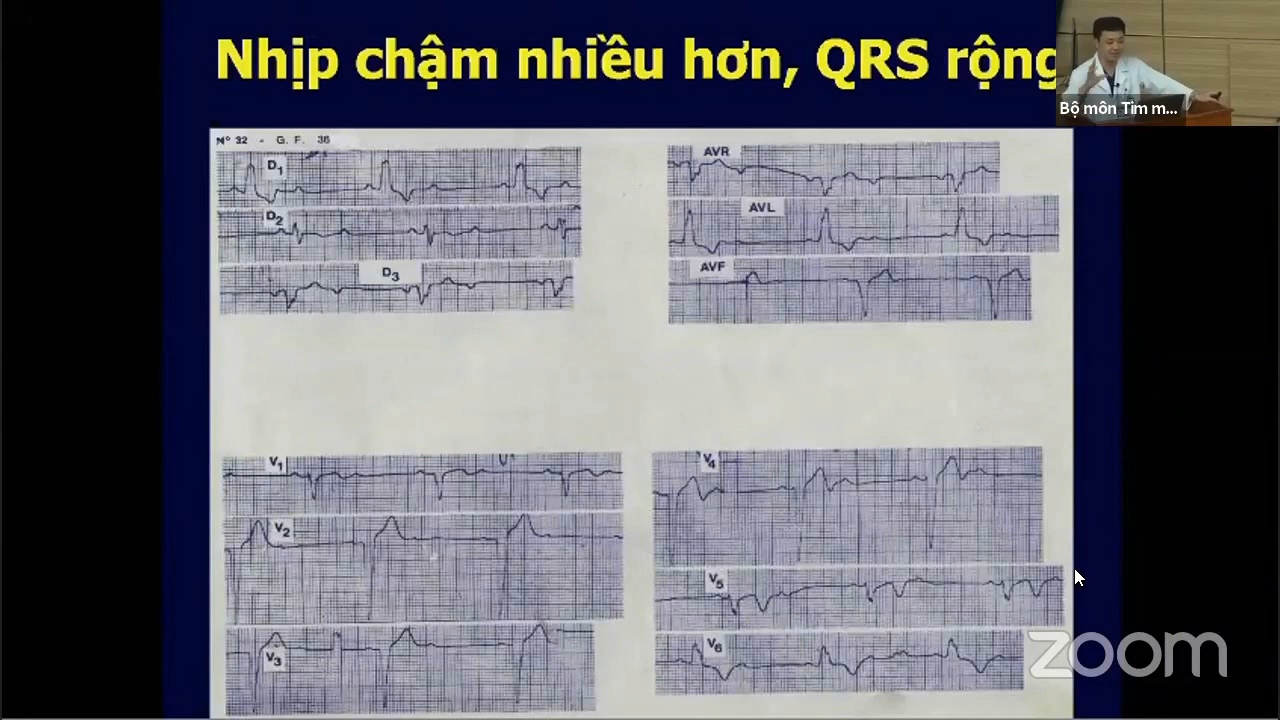 Nhịp chậm nhiều hơn, QRS rộng
Bộ môn Tim m...
Nº 32 - G. F. 36
D1
D2
D3
AVR
AVL
AVF
V1
V2
V3
V4
V5
V6
zoom